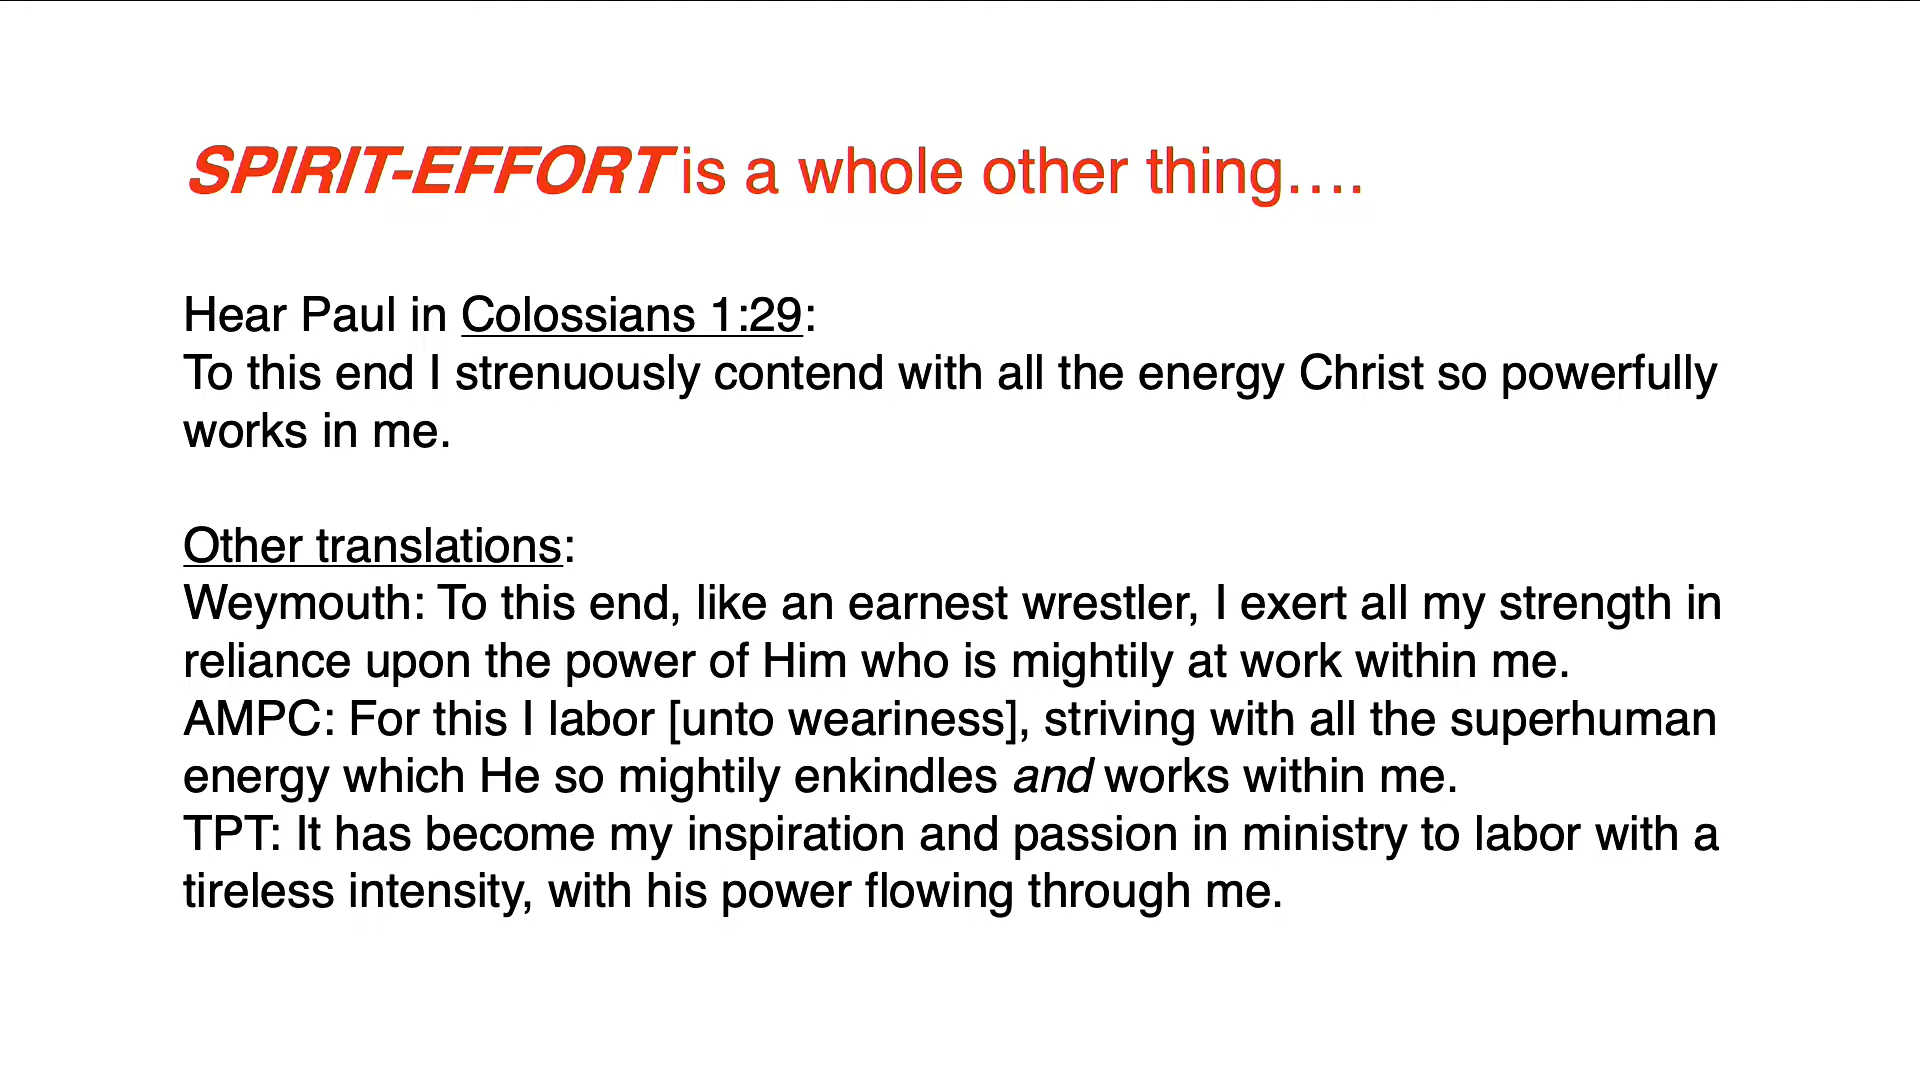 SPIRIT-EFFORT is a whole other thing….
Hear Paul in Colossians 1:29:
To this end I strenuously contend with all the energy Christ so powerfully
works in me.
Other translations:
Weymouth: To this end, like an earnest wrestler, I exert all my strength in
reliance upon the power of Him who is mightily at work within me.
AMPC: For this I labor [unto weariness], striving with all the superhuman
energy which He so mightily enkindles and works within me.
TPT: It has become my inspiration and passion in ministry to labor with a
tireless intensity, with his power flowing through me.